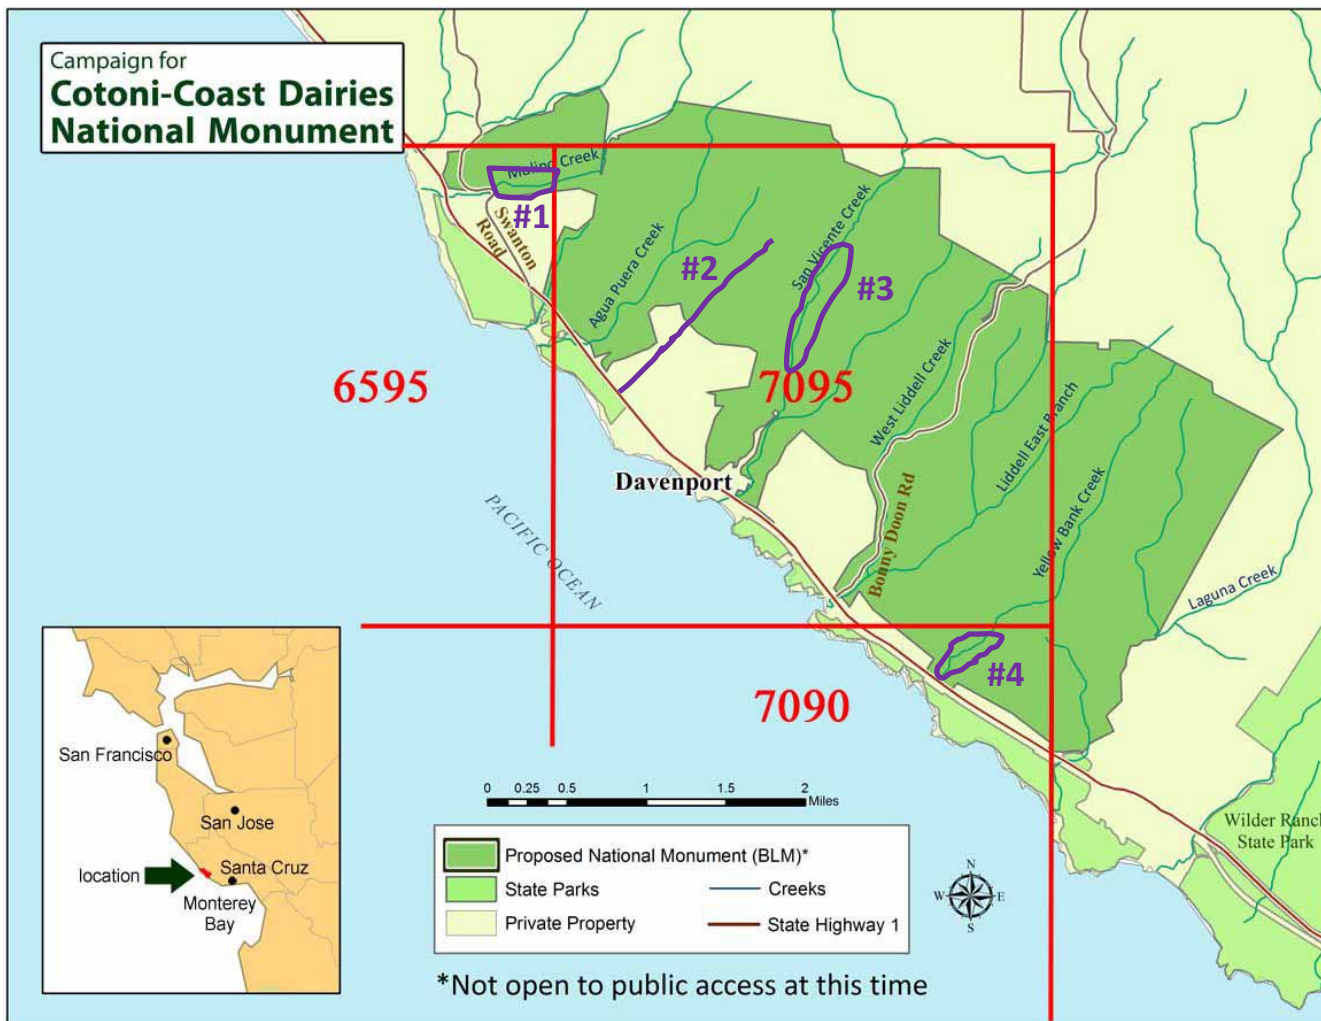 Campaign for
Cotoni-Coast Dairies
National Monument
Molino Creek
#1
Swanton
Road
Agua Puera Creek
#2
San Vicente Creek
#3
6595
7095
West Liddell Creek
Liddell East Branch
Davenport
Yellow Bank Creek
Bonny Doon Rd
PACIFIC OCEAN
Laguna Creek
#4
7090
San Francisco
San Jose
location
Santa Cruz
Monterey
Bay
0 0.25 0.5 1 1.5 2
Miles
Wilder Ranch
State Park
Proposed National Monument (BLM)*
State Parks
Creeks
Private Property
State Highway 1
N
W
E
S
*Not open to public access at this time